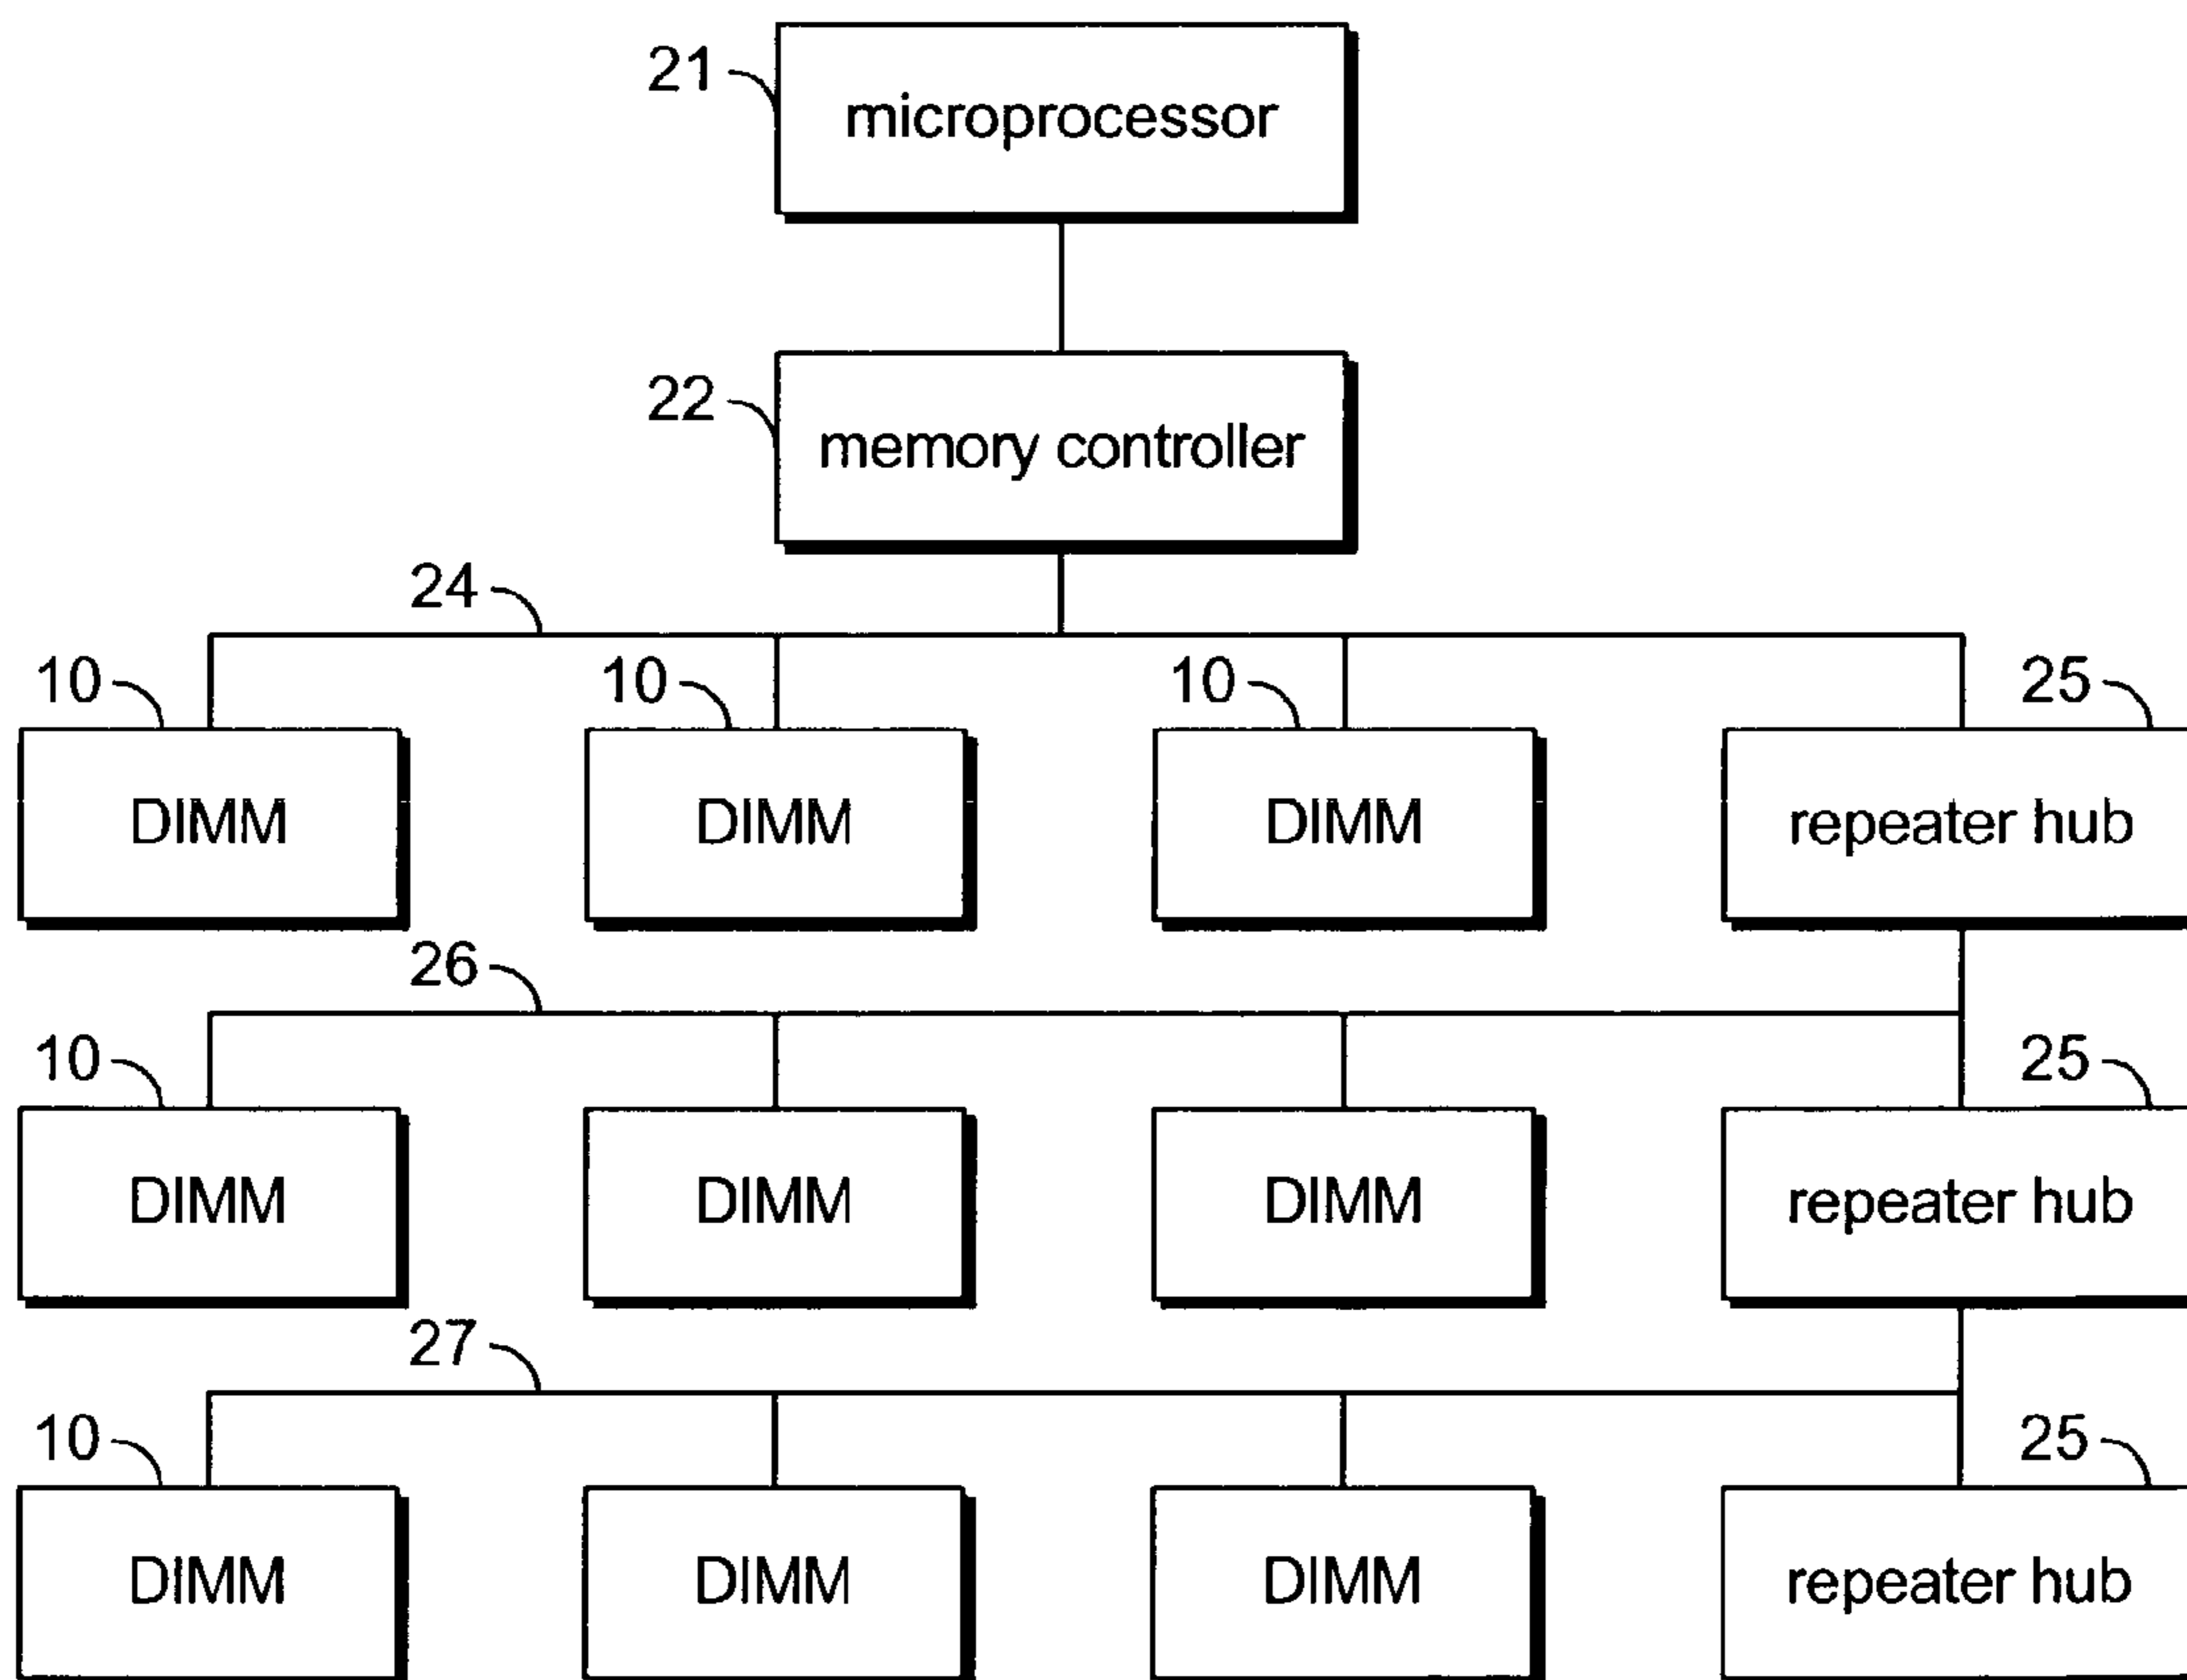 21
microprocessor
22
memory controller
24
10
10
10
25
DIMM
DIMM
DIMM
repeater hub
26
10
25
DIMM
DIMM
DIMM
repeater hub
27
10
25
DIMM
DIMM
DIMM
repeater hub